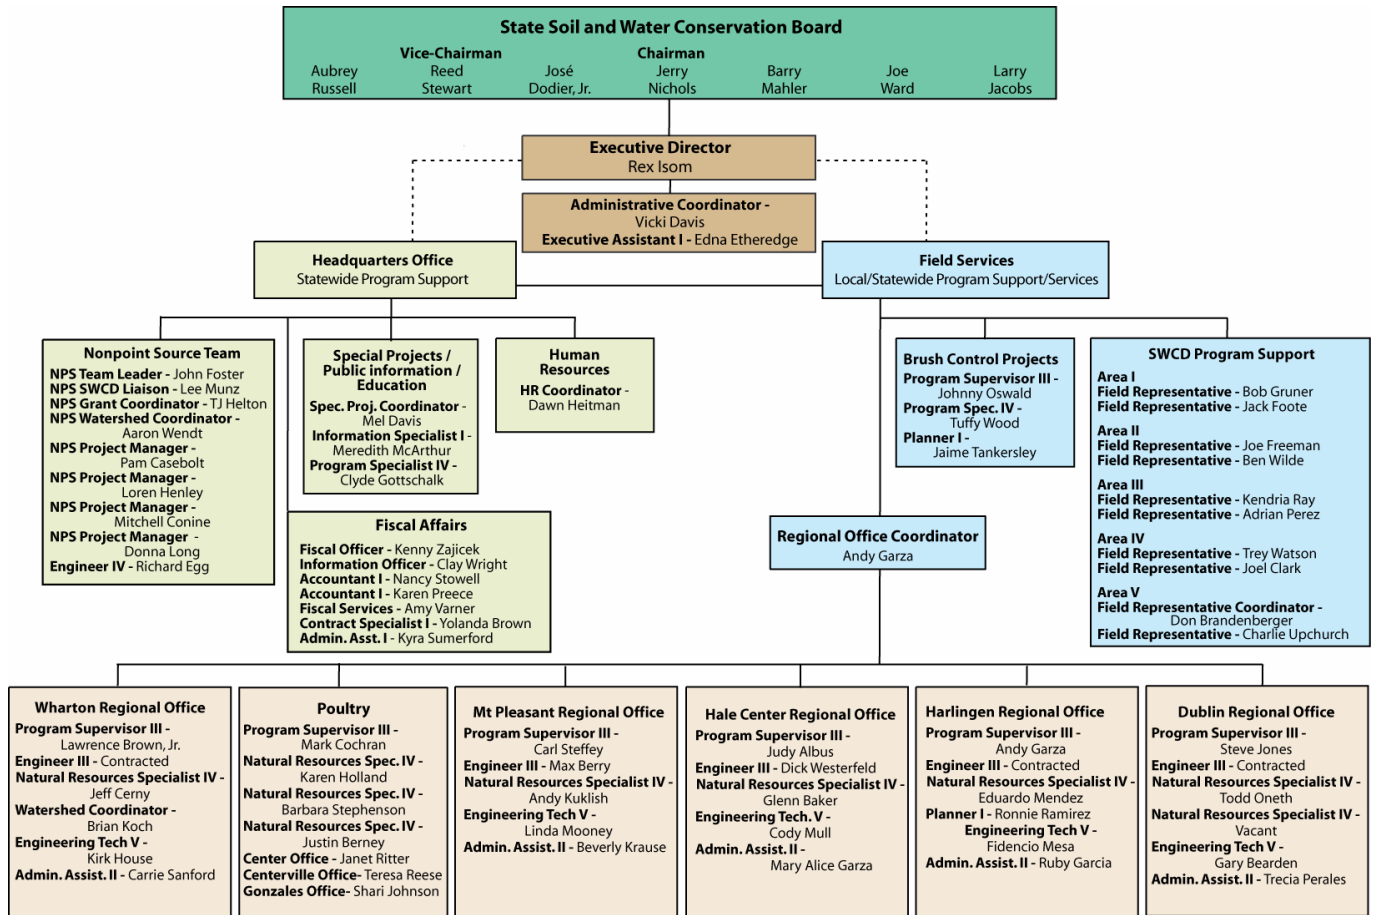 State Soil and Water Conservation Board
Vice-Chairman
Chairman
Aubrey Russell
Reed Stewart
José Dodier, Jr.
Jerry Nichols
Barry Mahler
Joe Ward
Larry Jacobs
Executive Director
Rex Isom
Administrative Coordinator -
Vicki Davis
Executive Assistant I - Edna Etheredge
Headquarters Office
Statewide Program Support
Field Services
Local/Statewide Program Support/Services
Nonpoint Source Team
NPS Team Leader - John Foster
NPS SWCD Liaison - Lee Munz
NPS Grant Coordinator - TJ Helton
NPS Watershed Coordinator -
Aaron Wendt
NPS Project Manager -
Pam Casebolt
NPS Project Manager -
Loren Henley
NPS Project Manager -
Mitchell Conine
NPS Project Manager -
Donna Long
Engineer IV - Richard Egg
Special Projects /
Public information /
Education
Spec. Proj. Coordinator -
Mel Davis
Information Specialist I -
Meredith McArthur
Program Specialist IV -
Clyde Gottschalk
Human
Resources
HR Coordinator -
Dawn Heitman
Fiscal Affairs
Fiscal Officer - Kenny Zajicek
Information Officer - Clay Wright
Accountant I - Nancy Stowell
Accountant I - Karen Preece
Fiscal Services - Amy Varner
Contract Specialist I - Yolanda Brown
Admin. Asst. I - Kyra Sumerford
Brush Control Projects
Program Supervisor III -
Johnny Oswald
Program Spec. IV -
Tuffy Wood
Planner I -
Jaime Tankersley
SWCD Program Support
Area I
Field Representative - Bob Gruner
Field Representative - Jack Foote
Area II
Field Representative - Joe Freeman
Field Representative - Ben Wilde
Area III
Field Representative - Kendria Ray
Field Representative - Adrian Perez
Area IV
Field Representative - Trey Watson
Field Representative - Joel Clark
Area V
Field Representative Coordinator -
Don Brandenberger
Field Representative - Charlie Upchurch
Regional Office Coordinator
Andy Garza
Wharton Regional Office
Program Supervisor III -
Lawrence Brown, Jr.
Engineer III - Contracted
Natural Resources Specialist IV -
Jeff Cerny
Watershed Coordinator -
Brian Koch
Engineering Tech V -
Kirk House
Admin. Assist. II - Carrie Sanford
Poultry
Program Supervisor III -
Mark Cochran
Natural Resources Spec. IV -
Karen Holland
Natural Resources Spec. IV -
Barbara Stephenson
Natural Resources Spec. IV -
Justin Berney
Center Office - Janet Ritter
Centerville Office- Teresa Reese
Gonzales Office- Shari Johnson
Mt Pleasant Regional Office
Program Supervisor III -
Carl Steffey
Engineer III - Max Berry
Natural Resources Specialist IV -
Andy Kuklish
Engineering Tech V -
Linda Mooney
Admin. Assist. II - Beverly Krause
Hale Center Regional Office
Program Supervisor III -
Judy Albus
Engineer III - Dick Westerfeld
Natural Resources Specialist IV -
Glenn Baker
Engineering Tech. V -
Cody Mull
Admin. Assist. II -
Mary Alice Garza
Harlingen Regional Office
Program Supervisor III -
Andy Garza
Engineer III - Contracted
Natural Resources Specialist IV -
Eduardo Mendez
Planner I - Ronnie Ramirez
Engineering Tech V -
Fidencio Mesa
Admin. Assist. II - Ruby Garcia
Dublin Regional Office
Program Supervisor III -
Steve Jones
Engineer III - Contracted
Natural Resources Specialist IV -
Todd Oneth
Natural Resources Specialist IV -
Vacant
Engineering Tech V -
Gary Bearden
Admin. Assist. II - Trecia Perales